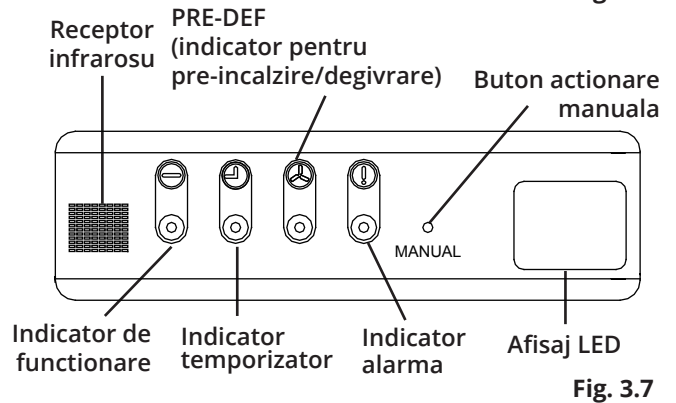 PRE-DEF
(indicator pentru
pre-incalzire/degivrare)
Receptor
infrarosu
Buton actionare
manuala
MANUAL
Indicator de
functionare
Indicator
temporizator
Indicator
alarma
Afisaj LED
Fig. 3.7